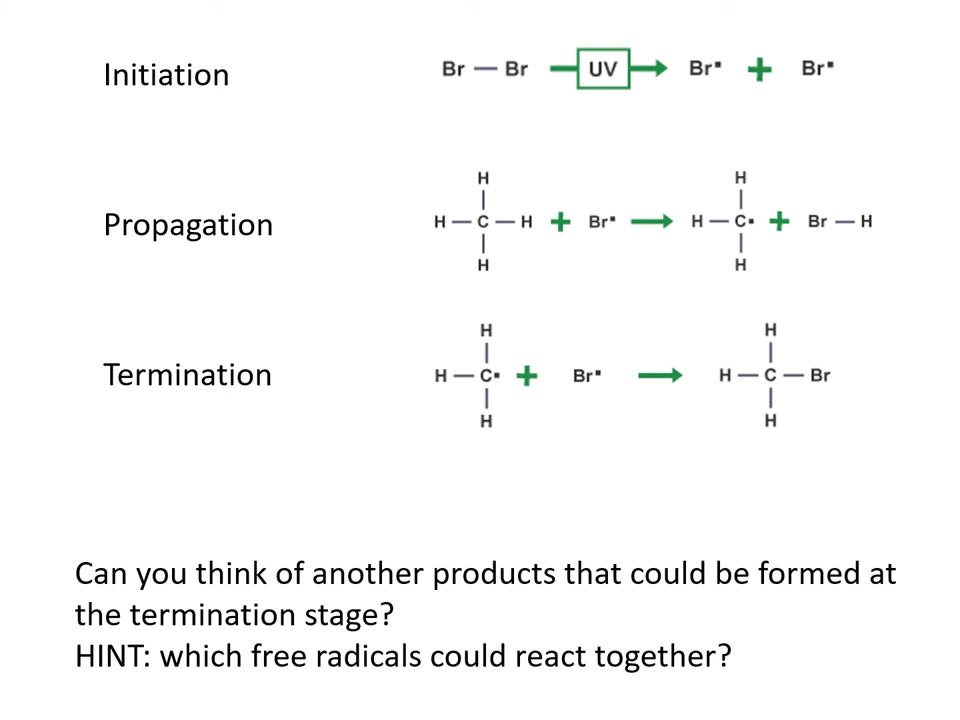 Initiation
Br — Br UV Br▪ + Br▪
Propagation
H
H — C — H + Br▪
H
H
H — C▪ + Br — H
H
Termination
H
H — C▪ + Br▪
H
H
H — C — Br
H
Can you think of another products that could be formed at
the termination stage?
HINT: which free radicals could react together?